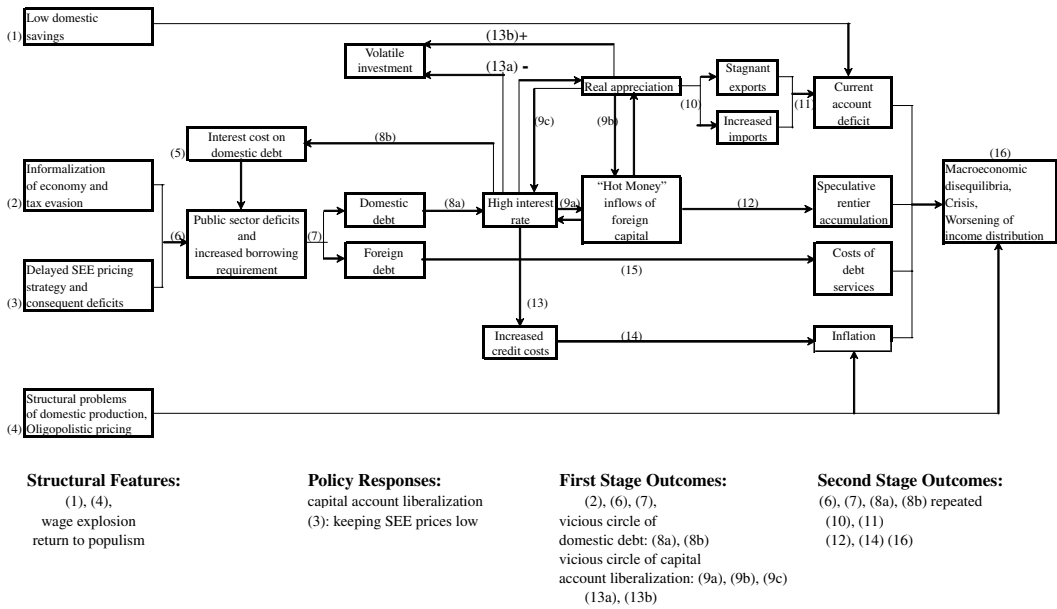 Low domestic
(1) savings
(13b)+
Volatile
investment
(13a) -
Real appreciation
(10)
Stagnant
exports
Increased
imports
(11)
Current
account
deficit
(9c)
(9b)
(5)
Interest cost on
domestic debt
(8b)
(16)
Informalization
of economy and
(2) tax evasion
Macroeconomic
disequilibria,
Crisis,
Worsening of
income distribution
Domestic
debt
(8a)
High interest
rate
(9a)
“Hot Money”
inflows of
foreign
capital
(12)
Speculative
rentier
accumulation
(6)
Public sector deficits
and
increased borrowing
requirement
(7)
Foreign
debt
(15)
Costs of
debt
services
Delayed SEE pricing
strategy and
(3) consequent deficits
(13)
Increased
credit costs
(14)
Inflation
Structural problems
of domestic production,
(4) Oligopolistic pricing
Structural Features:
(1), (4),
wage explosion
return to populism
Policy Responses:
capital account liberalization
(3): keeping SEE prices low
First Stage Outcomes:
(2), (6), (7),
vicious circle of
domestic debt: (8a), (8b)
vicious circle of capital
account liberalization: (9a), (9b), (9c)
(13a), (13b)
Second Stage Outcomes:
(6), (7), (8a), (8b) repeated
(10), (11)
(12), (14) (16)